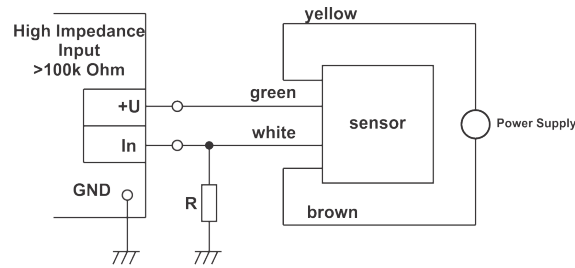 yellow
High Impedance
Input
>100k Ohm
green
+U
sensor
Power Supply
white
In
GND
R
brown